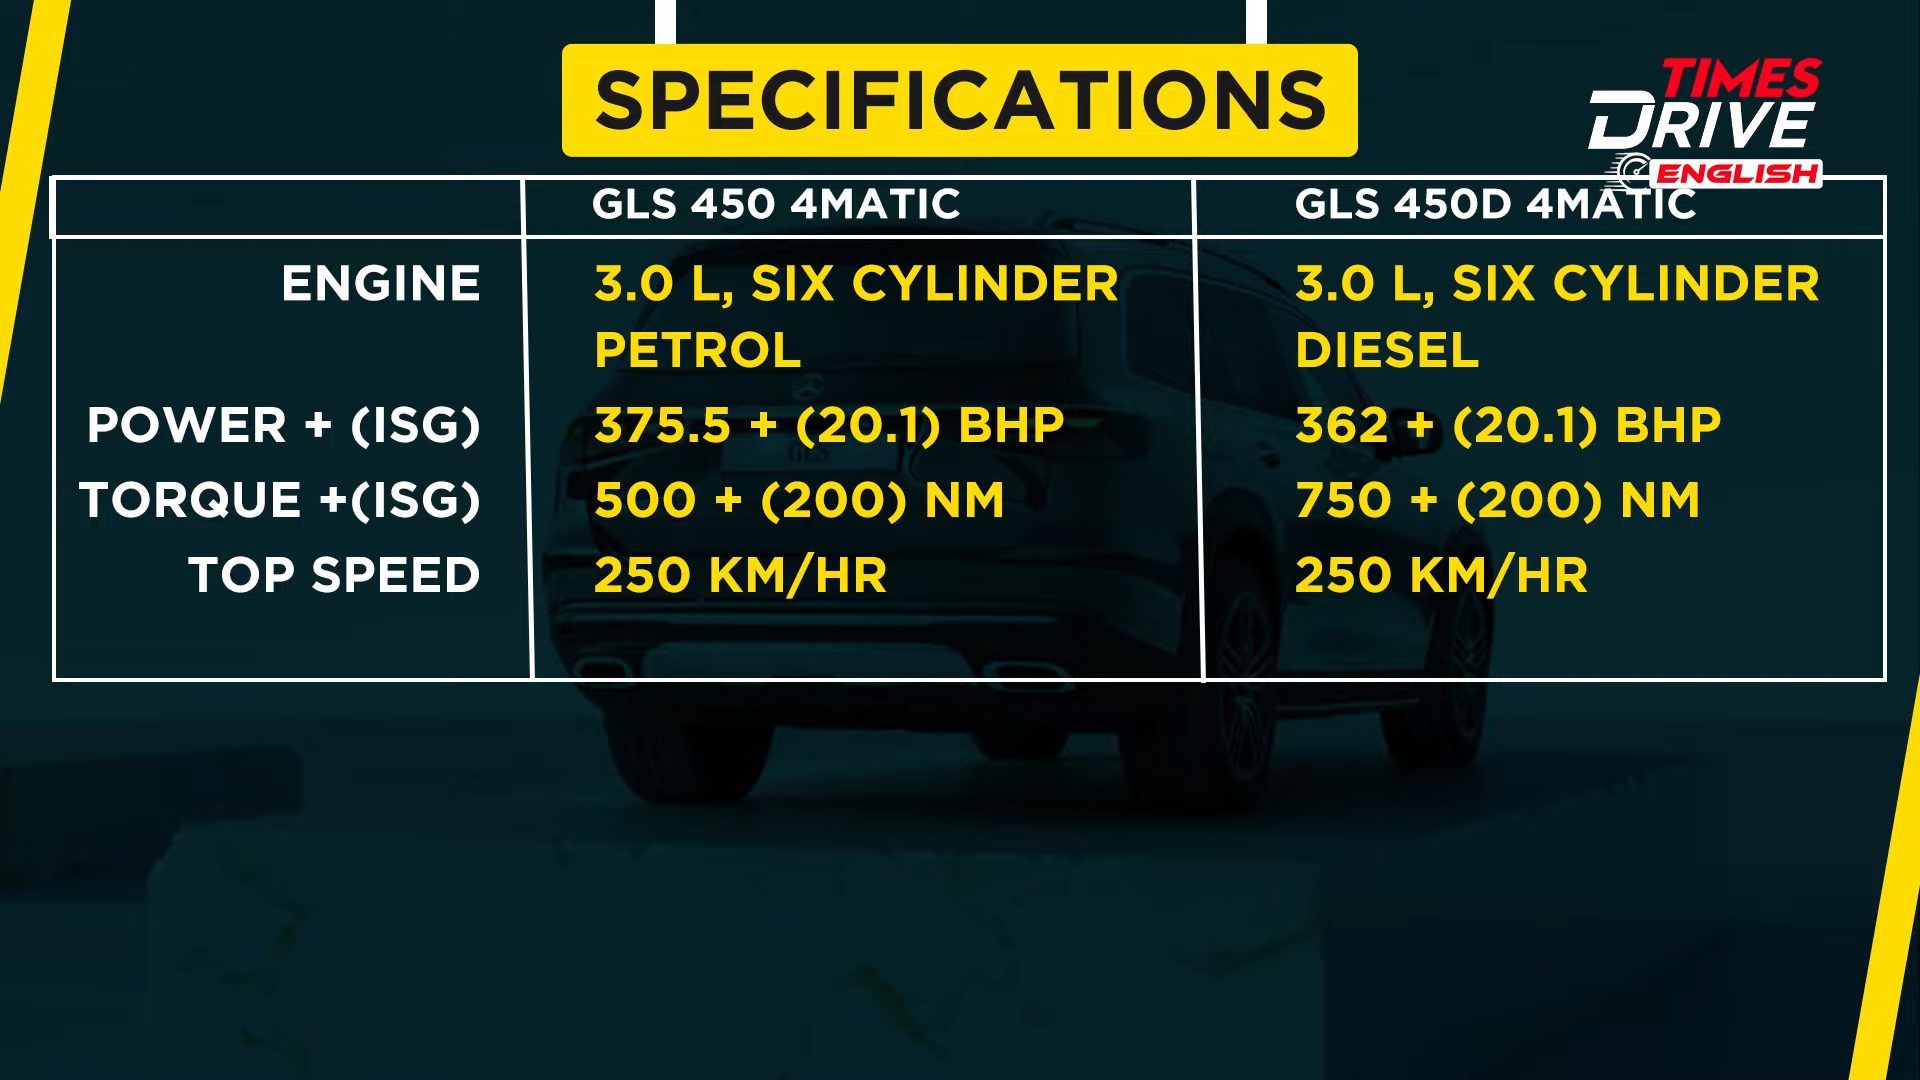 SPECIFICATIONS
TIMES
DRIVE
ENGLISH
GLS 450 4MATIC GLS 450D 4MATIC
ENGINE 3.0 L, SIX CYLINDER 3.0 L, SIX CYLINDER
PETROL DIESEL
POWER + (ISG) 375.5 + (20.1) BHP 362 + (20.1) BHP
TORQUE +(ISG) 500 + (200) NM 750 + (200) NM
TOP SPEED 250 KM/HR 250 KM/HR